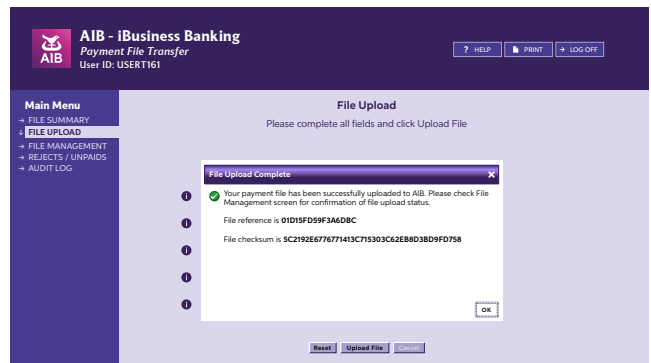 AIB
AIB - iBusiness Banking
Payment File Transfer
User ID: USERT161
? HELP
PRINT
→ LOG OFF
Main Menu
→ FILE SUMMARY
↓ FILE UPLOAD
→ FILE MANAGEMENT
→ REJECTS / UNPAIDS
→ AUDIT LOG
File Upload
Please complete all fields and click Upload File
File Upload Complete
Your payment file has been successfully uploaded to AIB. Please check File
Management screen for confirmation of file upload status.
File reference is 01D15FD59F3A6DBC
File checksum is 5C2192E6776771413C715303C62EB8D3BD9FD758
OK
Reset
Upload File
Cancel